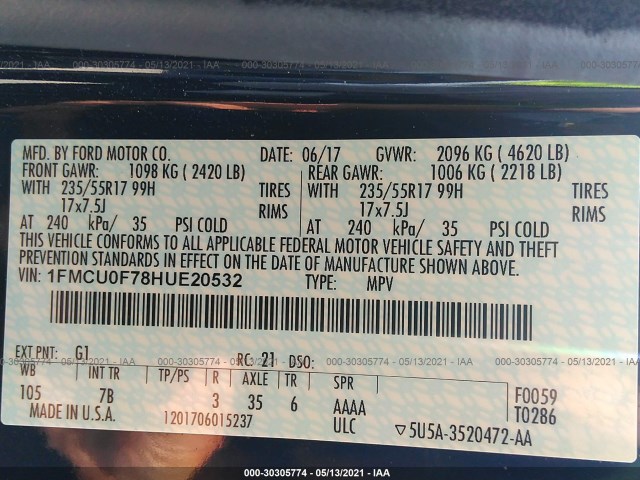 MFD. BY FORD MOTOR CO. DATE: 06/17 GVWR: 2096 KG ( 4620 LB)
FRONT GAWR: 1098 KG ( 2420 LB) REAR GAWR: 1006 KG ( 2218 LB)
WITH 235/55R17 99H TIRES WITH 235/55R17 99H TIRES
17x7.5J RIMS 17x7.5J RIMS
AT 240 kPa/ 35 PSI COLD AT 240 kPa/ 35 PSI COLD
THIS VEHICLE CONFORMS TO ALL APPLICABLE FEDERAL MOTOR VEHICLE SAFETY AND THEFT
PREVENTION STANDARDS IN EFFECT ON THE DATE OF MANUFACTURE SHOWN ABOVE.
VIN: 1FMCU0F78HUE20532 TYPE: MPV
EXT PNT: G1 RC: 21 DSO:
WB INT TR TP/PS R AXLE TR SPR
105 7B 3 35 6 AAAA F0059
ULC T0286
MADE IN U.S.A. 1201706015237 ▽5U5A-3520472-AA
000-30305774 - 05/13/2021 - IAA